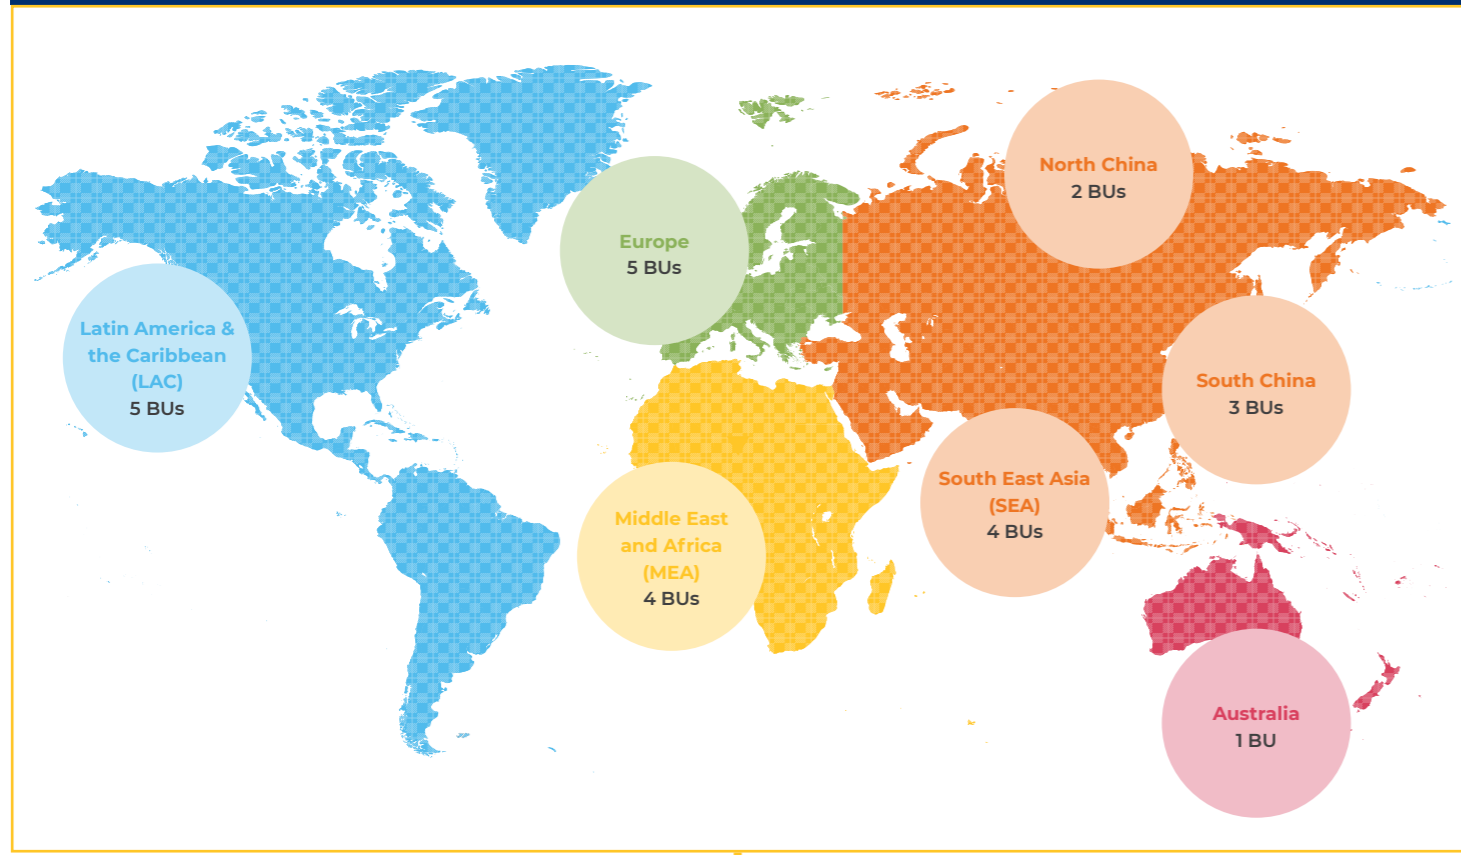 North China
2 BUs
Europe
5 BUs
Latin America &
the Caribbean
(LAC)
5 BUs
South China
3 BUs
South East Asia
(SEA)
4 BUs
Middle East
and Africa
(MEA)
4 BUs
Australia
1 BU